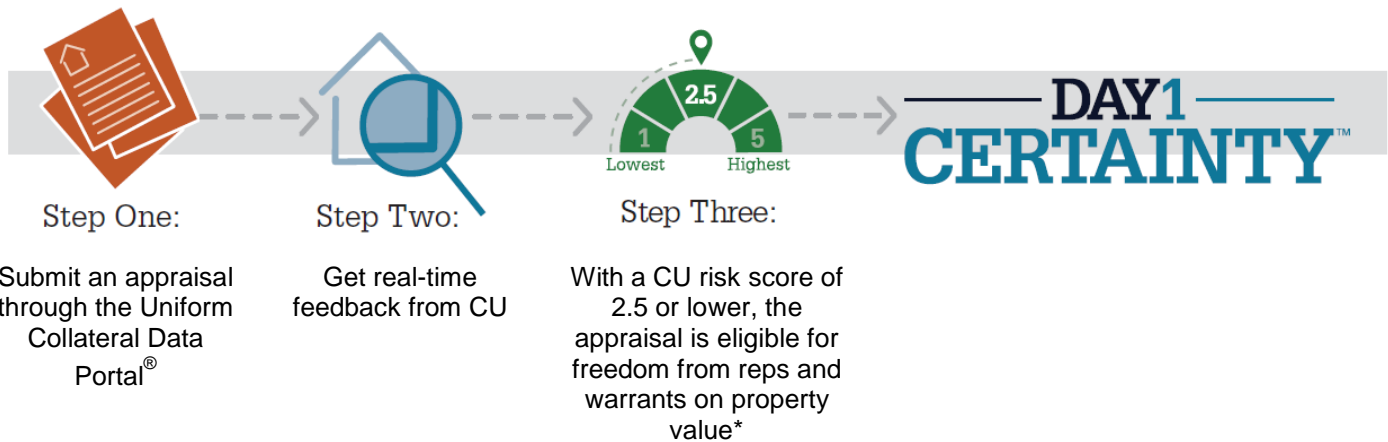 1
2.5
5
Lowest
Highest
DAY1
CERTAINTY™
Step One:
Submit an appraisal
through the Uniform
Collateral Data
Portal®
Step Two:
Get real-time
feedback from CU
Step Three:
With a CU risk score of
2.5 or lower, the
appraisal is eligible for
freedom from reps and
warrants on property
value*